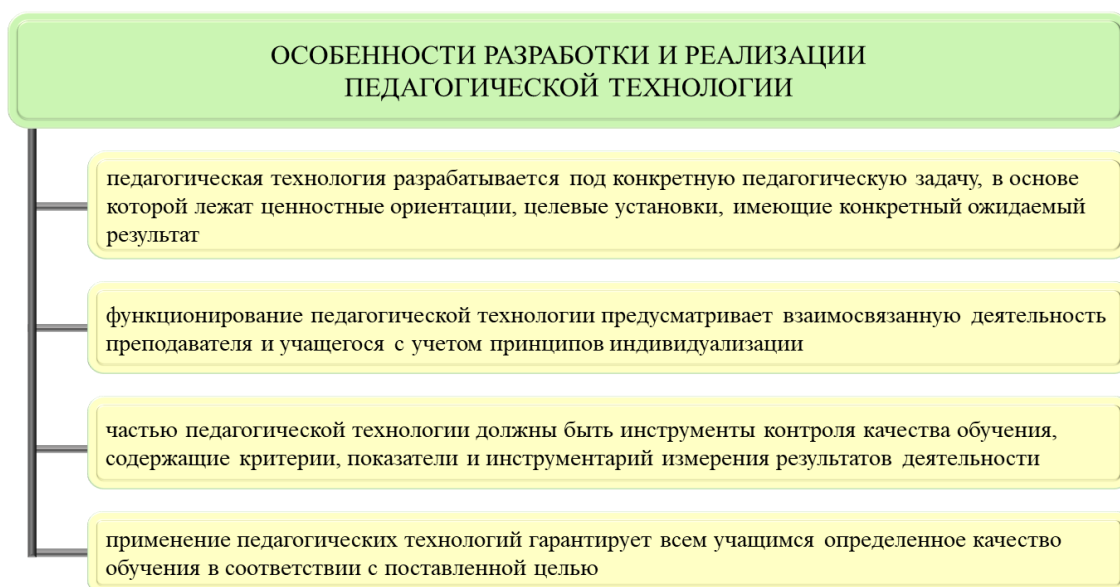 ОСОБЕННОСТИ РАЗРАБОТКИ И РЕАЛИЗАЦИИ
ПЕДАГОГИЧЕСКОЙ ТЕХНОЛОГИИ
педагогическая технология разрабатывается под конкретную педагогическую задачу, в основе
которой лежат ценностные ориентации, целевые установки, имеющие конкретный ожидаемый
результат
функционирование педагогической технологии предусматривает взаимосвязанную деятельность
преподавателя и учащегося с учетом принципов индивидуализации
частью педагогической технологии должны быть инструменты контроля качества обучения,
содержащие критерии, показатели и инструментарий измерения результатов деятельности
применение педагогических технологий гарантирует всем учащимся определенное качество
обучения в соответствии с поставленной целью